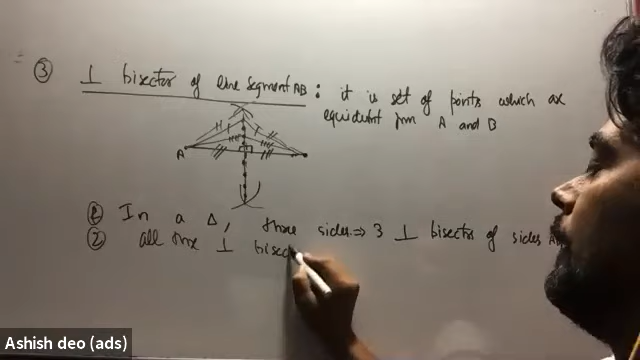 ③ ⊥ bisector of line segment AB : it is set of points which are
equidistant from A and B
A
① In a Δ, three sides ⇒ 3 ⊥ bisector of sides
② all three ⊥ bisec
Ashish deo (ads)